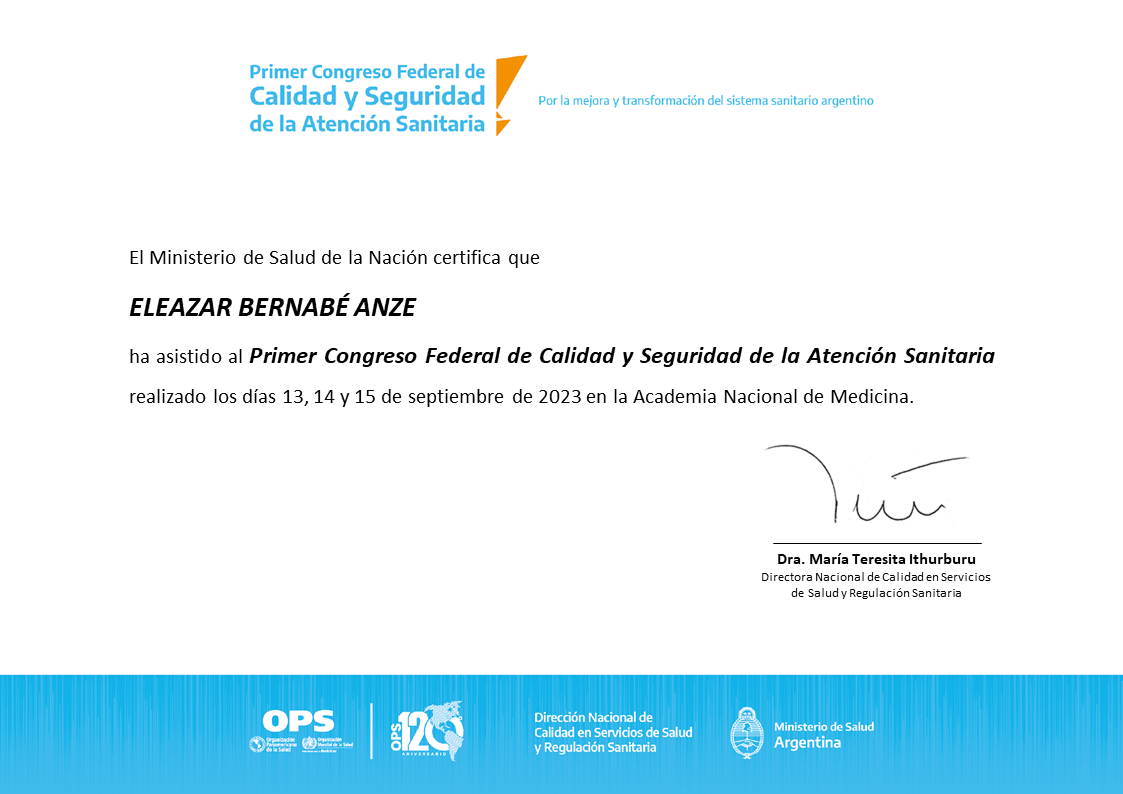 Primer Congreso Federal de
Calidad y Seguridad
de la Atención Sanitaria
Por la mejora y transformación del sistema sanitario argentino
El Ministerio de Salud de la Nación certifica que
ELEAZAR BERNABÉ ANZE
ha asistido al Primer Congreso Federal de Calidad y Seguridad de la Atención Sanitaria
realizado los días 13, 14 y 15 de septiembre de 2023 en la Academia Nacional de Medicina.
Dra. María Teresita Ithurburu
Directora Nacional de Calidad en Servicios
de Salud y Regulación Sanitaria
OPS
Organización
Panamericana
de la Salud
Organización
Mundial de la Salud
OPS
120
ANIVERSARIO
Dirección Nacional de
Calidad en Servicios de Salud
y Regulación Sanitaria
Ministerio de Salud
Argentina